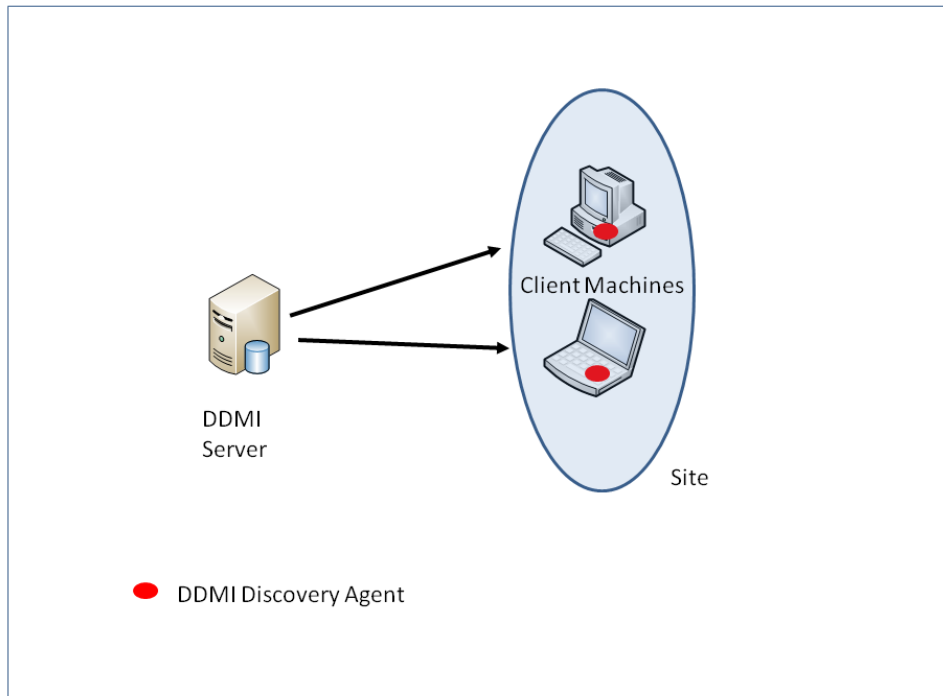 Client Machines
DDMI
Server
Site
DDMI Discovery Agent